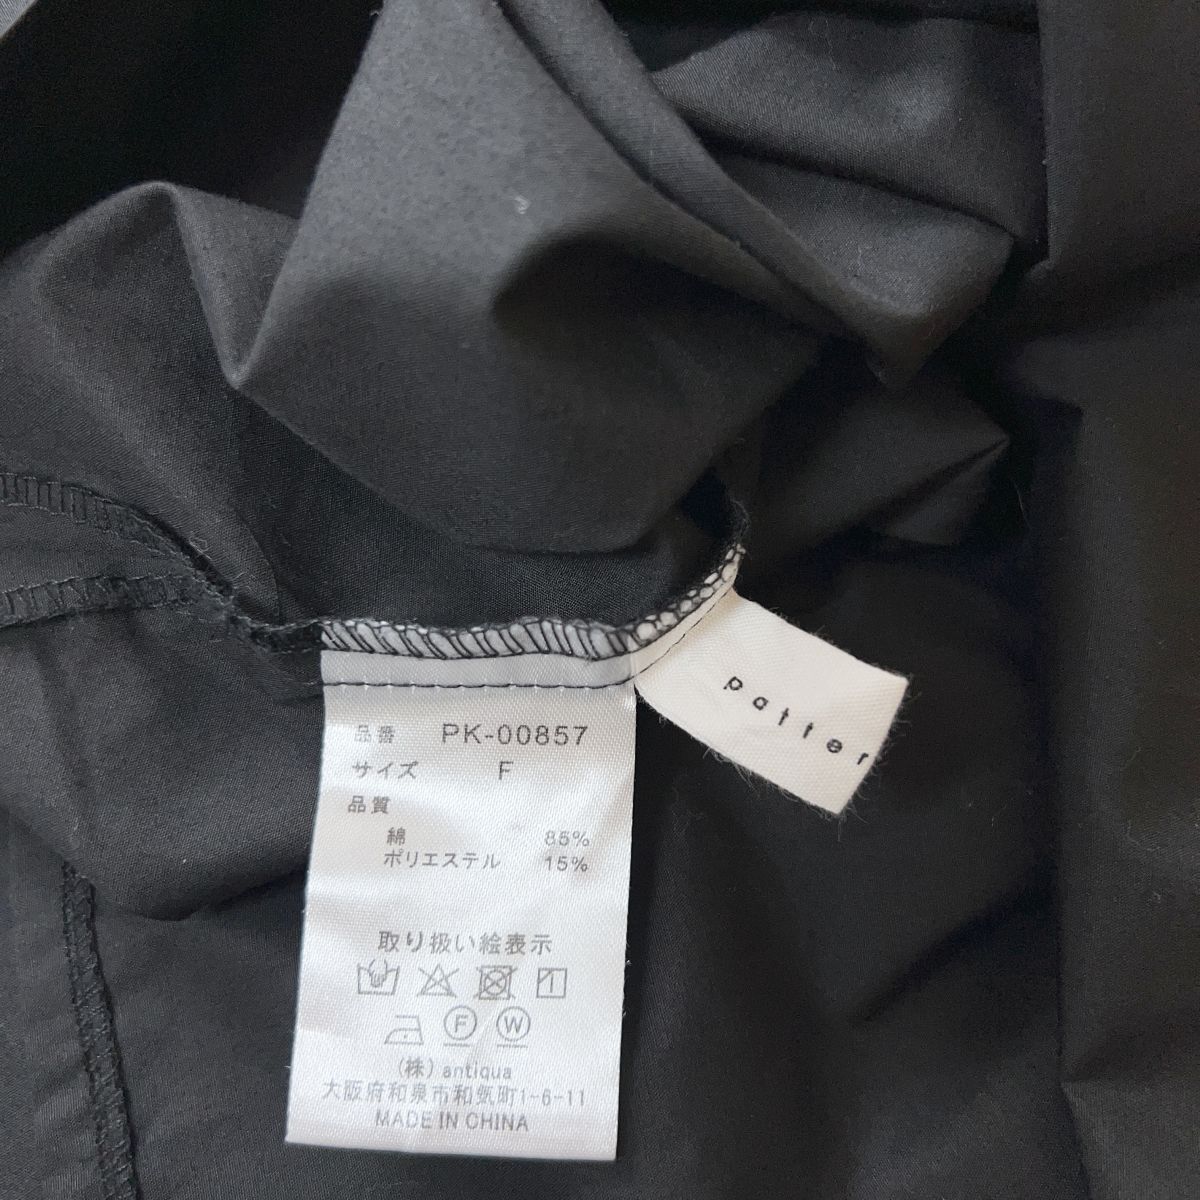 品番 PK-00857
サイズ F
品質
綿 85%
ポリエステル 15%
取り扱い絵表示
F W
(株) antiqua
大阪府和泉市和気町1-6-11
MADE IN CHINA
patter